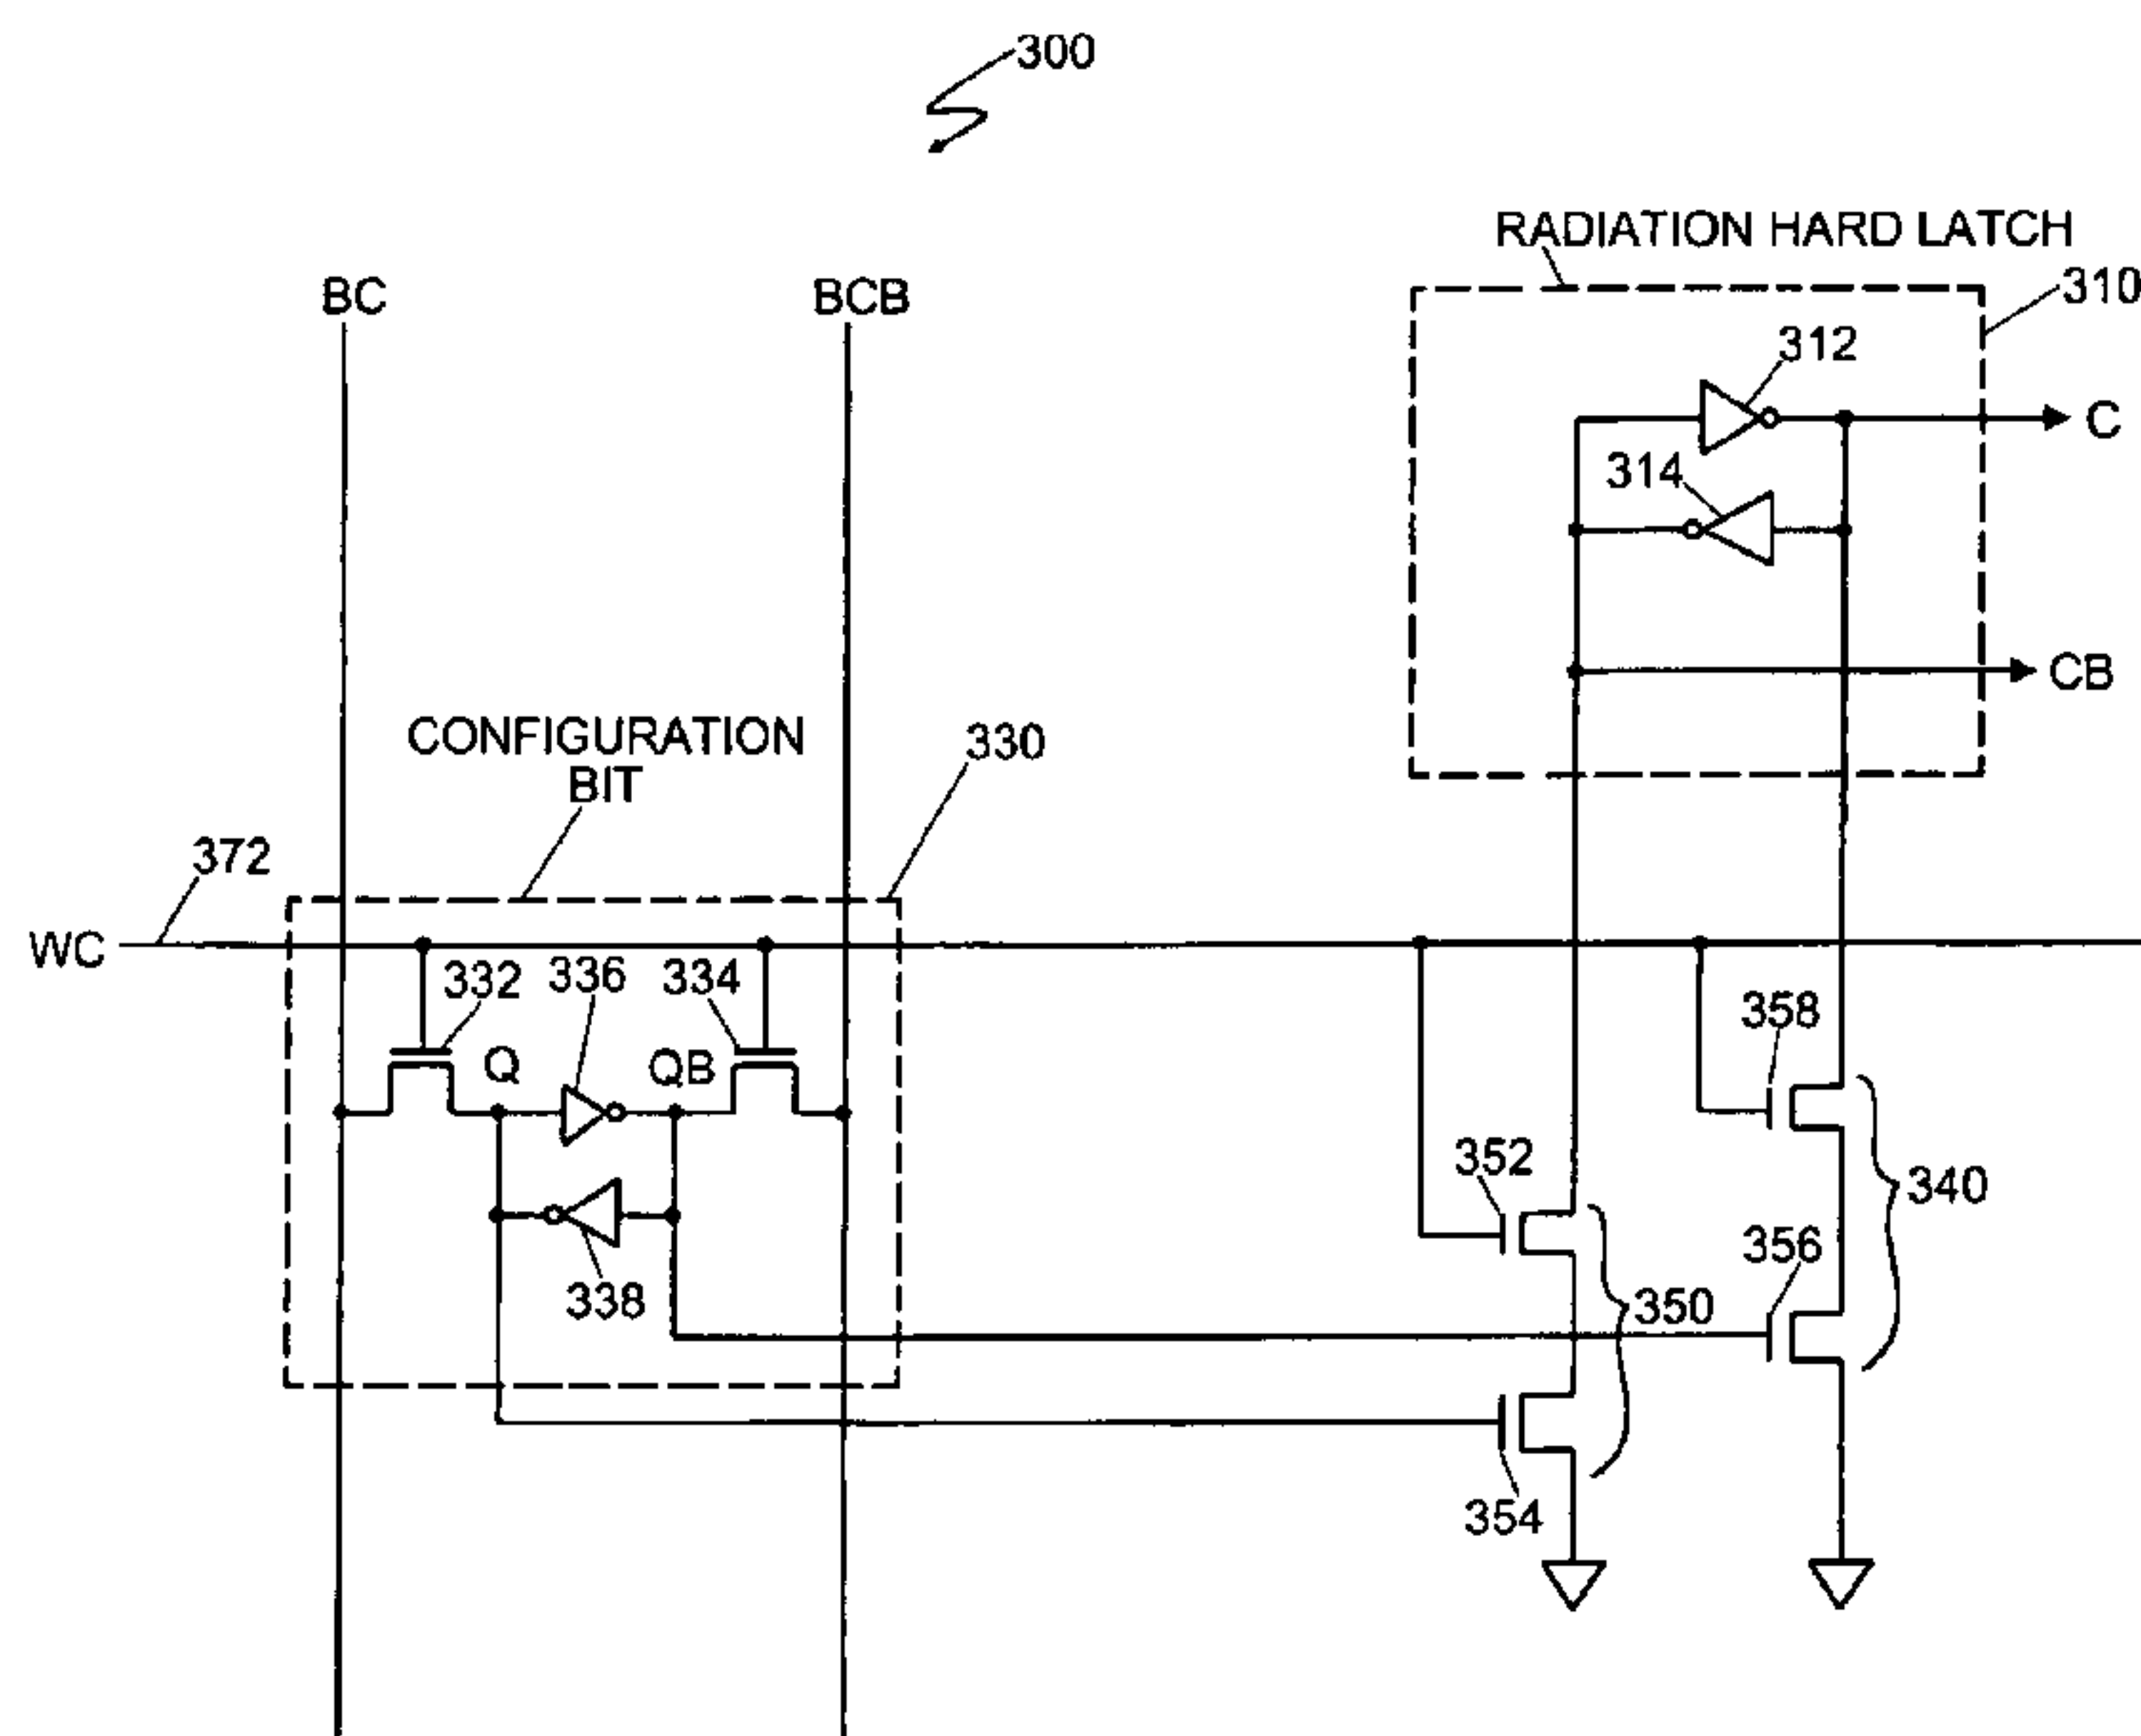 300
RADIATION HARD LATCH
BC
BCB
310
312
C
314
CB
CONFIGURATION
BIT
330
372
WC
332
336
334
358
Q
QB
352
340
356
338
350
354